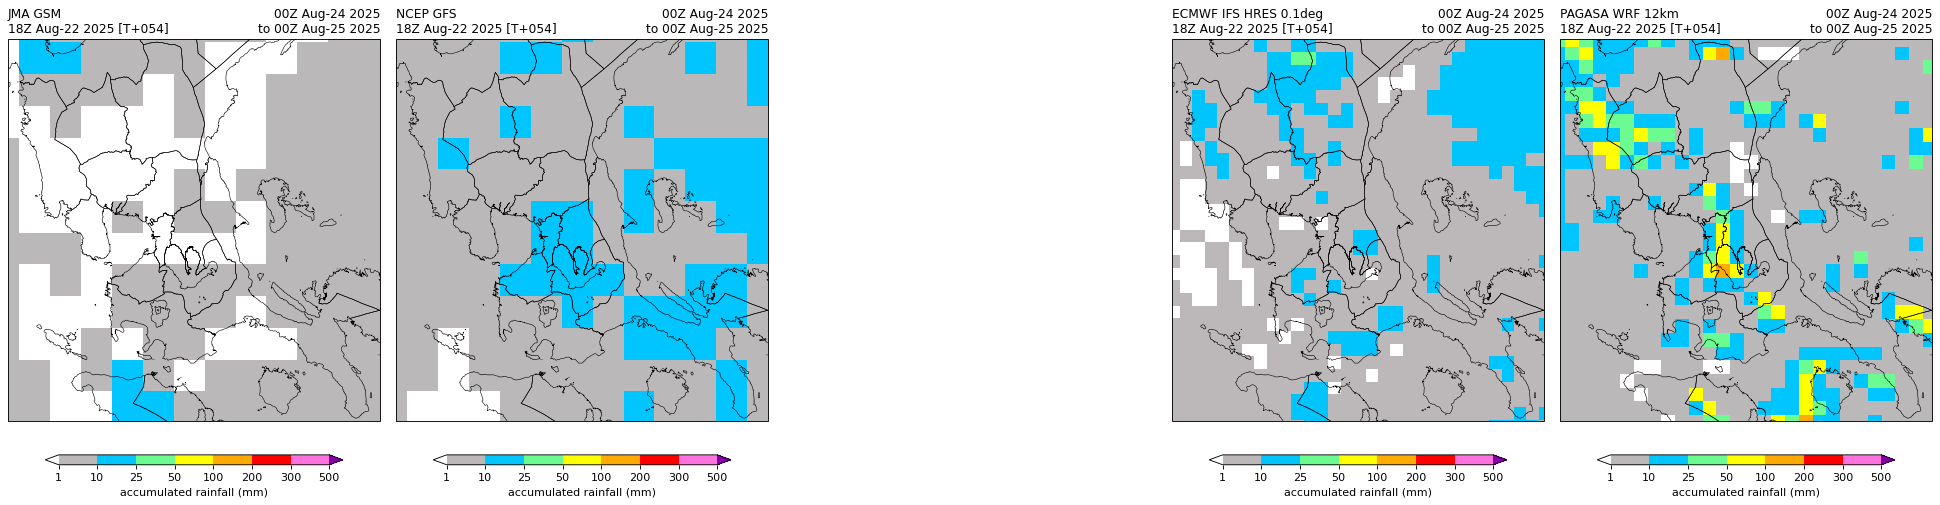 JMA GSM 00Z Aug-24 2025
18Z Aug-22 2025 [T+054] to 00Z Aug-25 2025
1 10 25 50 100 200 300 500
accumulated rainfall (mm)
NCEP GFS 00Z Aug-24 2025
18Z Aug-22 2025 [T+054] to 00Z Aug-25 2025
1 10 25 50 100 200 300 500
accumulated rainfall (mm)
ECMWF IFS HRES 0.1deg 00Z Aug-24 2025
18Z Aug-22 2025 [T+054] to 00Z Aug-25 2025
1 10 25 50 100 200 300 500
accumulated rainfall (mm)
PAGASA WRF 12km 00Z Aug-24 2025
18Z Aug-22 2025 [T+054] to 00Z Aug-25 2025
1 10 25 50 100 200 300 500
accumulated rainfall (mm)